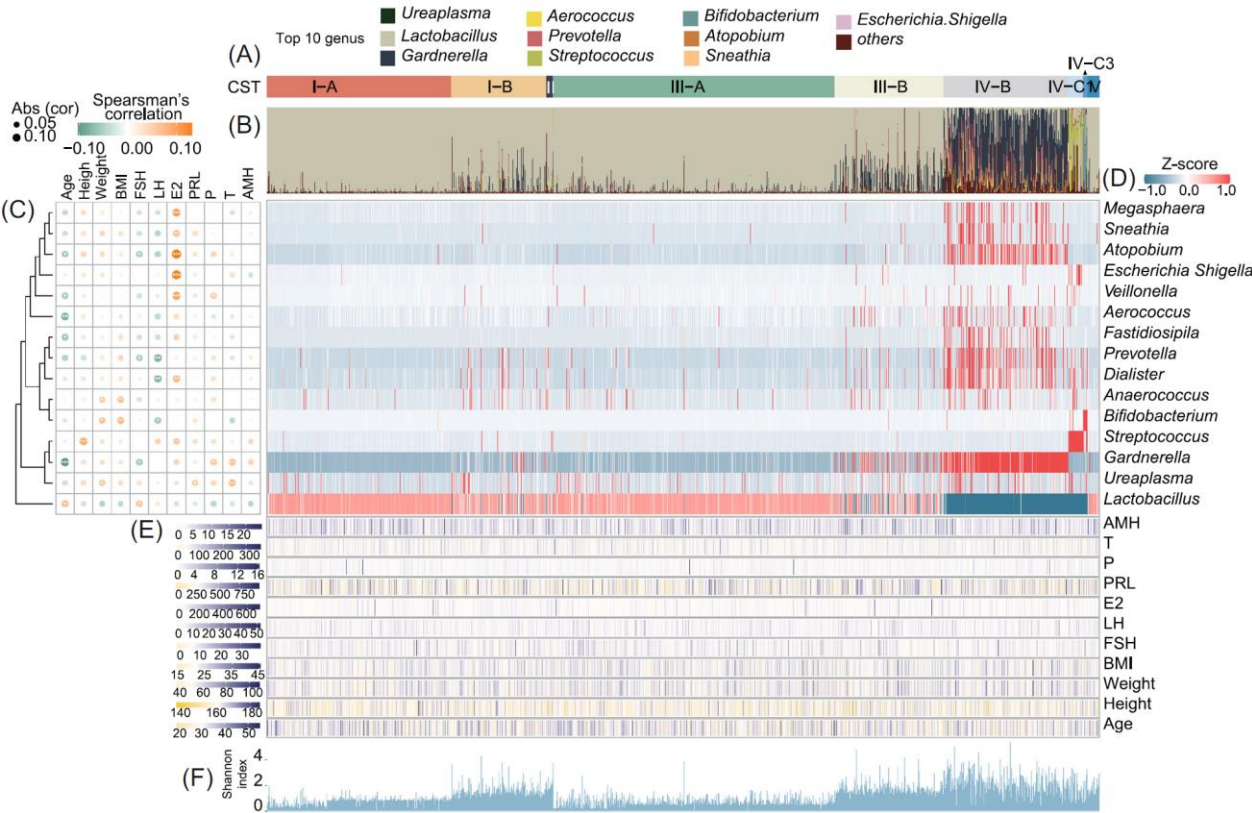 Top 10 genus
Ureaplasma
Lactobacillus
Gardnerella
Aerococcus
Prevotella
Streptococcus
Bifidobacterium
Atopobium
Sneathia
Escherichia.Shigella
others
(A)
IV−C3
CST
I−A
I−B
II
III−A
III−B
IV−B
IV−C1
IV
(B)
Abs (cor)
0.05
0.10
Spearsman's
correlation
−0.10 0.00 0.10
(C)
Age
Heigh
Weight
BMI
FSH
LH
E2
PRL
P
T
AMH
(D)
Z-score
−1.0 0.0 1.0
Megasphaera
Sneathia
Atopobium
Escherichia Shigella
Veillonella
Aerococcus
Fastidiosipila
Prevotella
Dialister
Anaerococcus
Bifidobacterium
Streptococcus
Gardnerella
Ureaplasma
Lactobacillus
(E)
0 5 10 15 20
AMH
0 100 200 300
T
0 4 8 12 16
P
0 250 500 750
PRL
0 200 400 600
E2
0 10 20 30 40 50
LH
0 10 20 30
FSH
15 25 35 45
BMI
40 60 80 100
Weight
140 160 180
Height
20 30 40 50
Age
(F)
Shannon
index
4
2
0